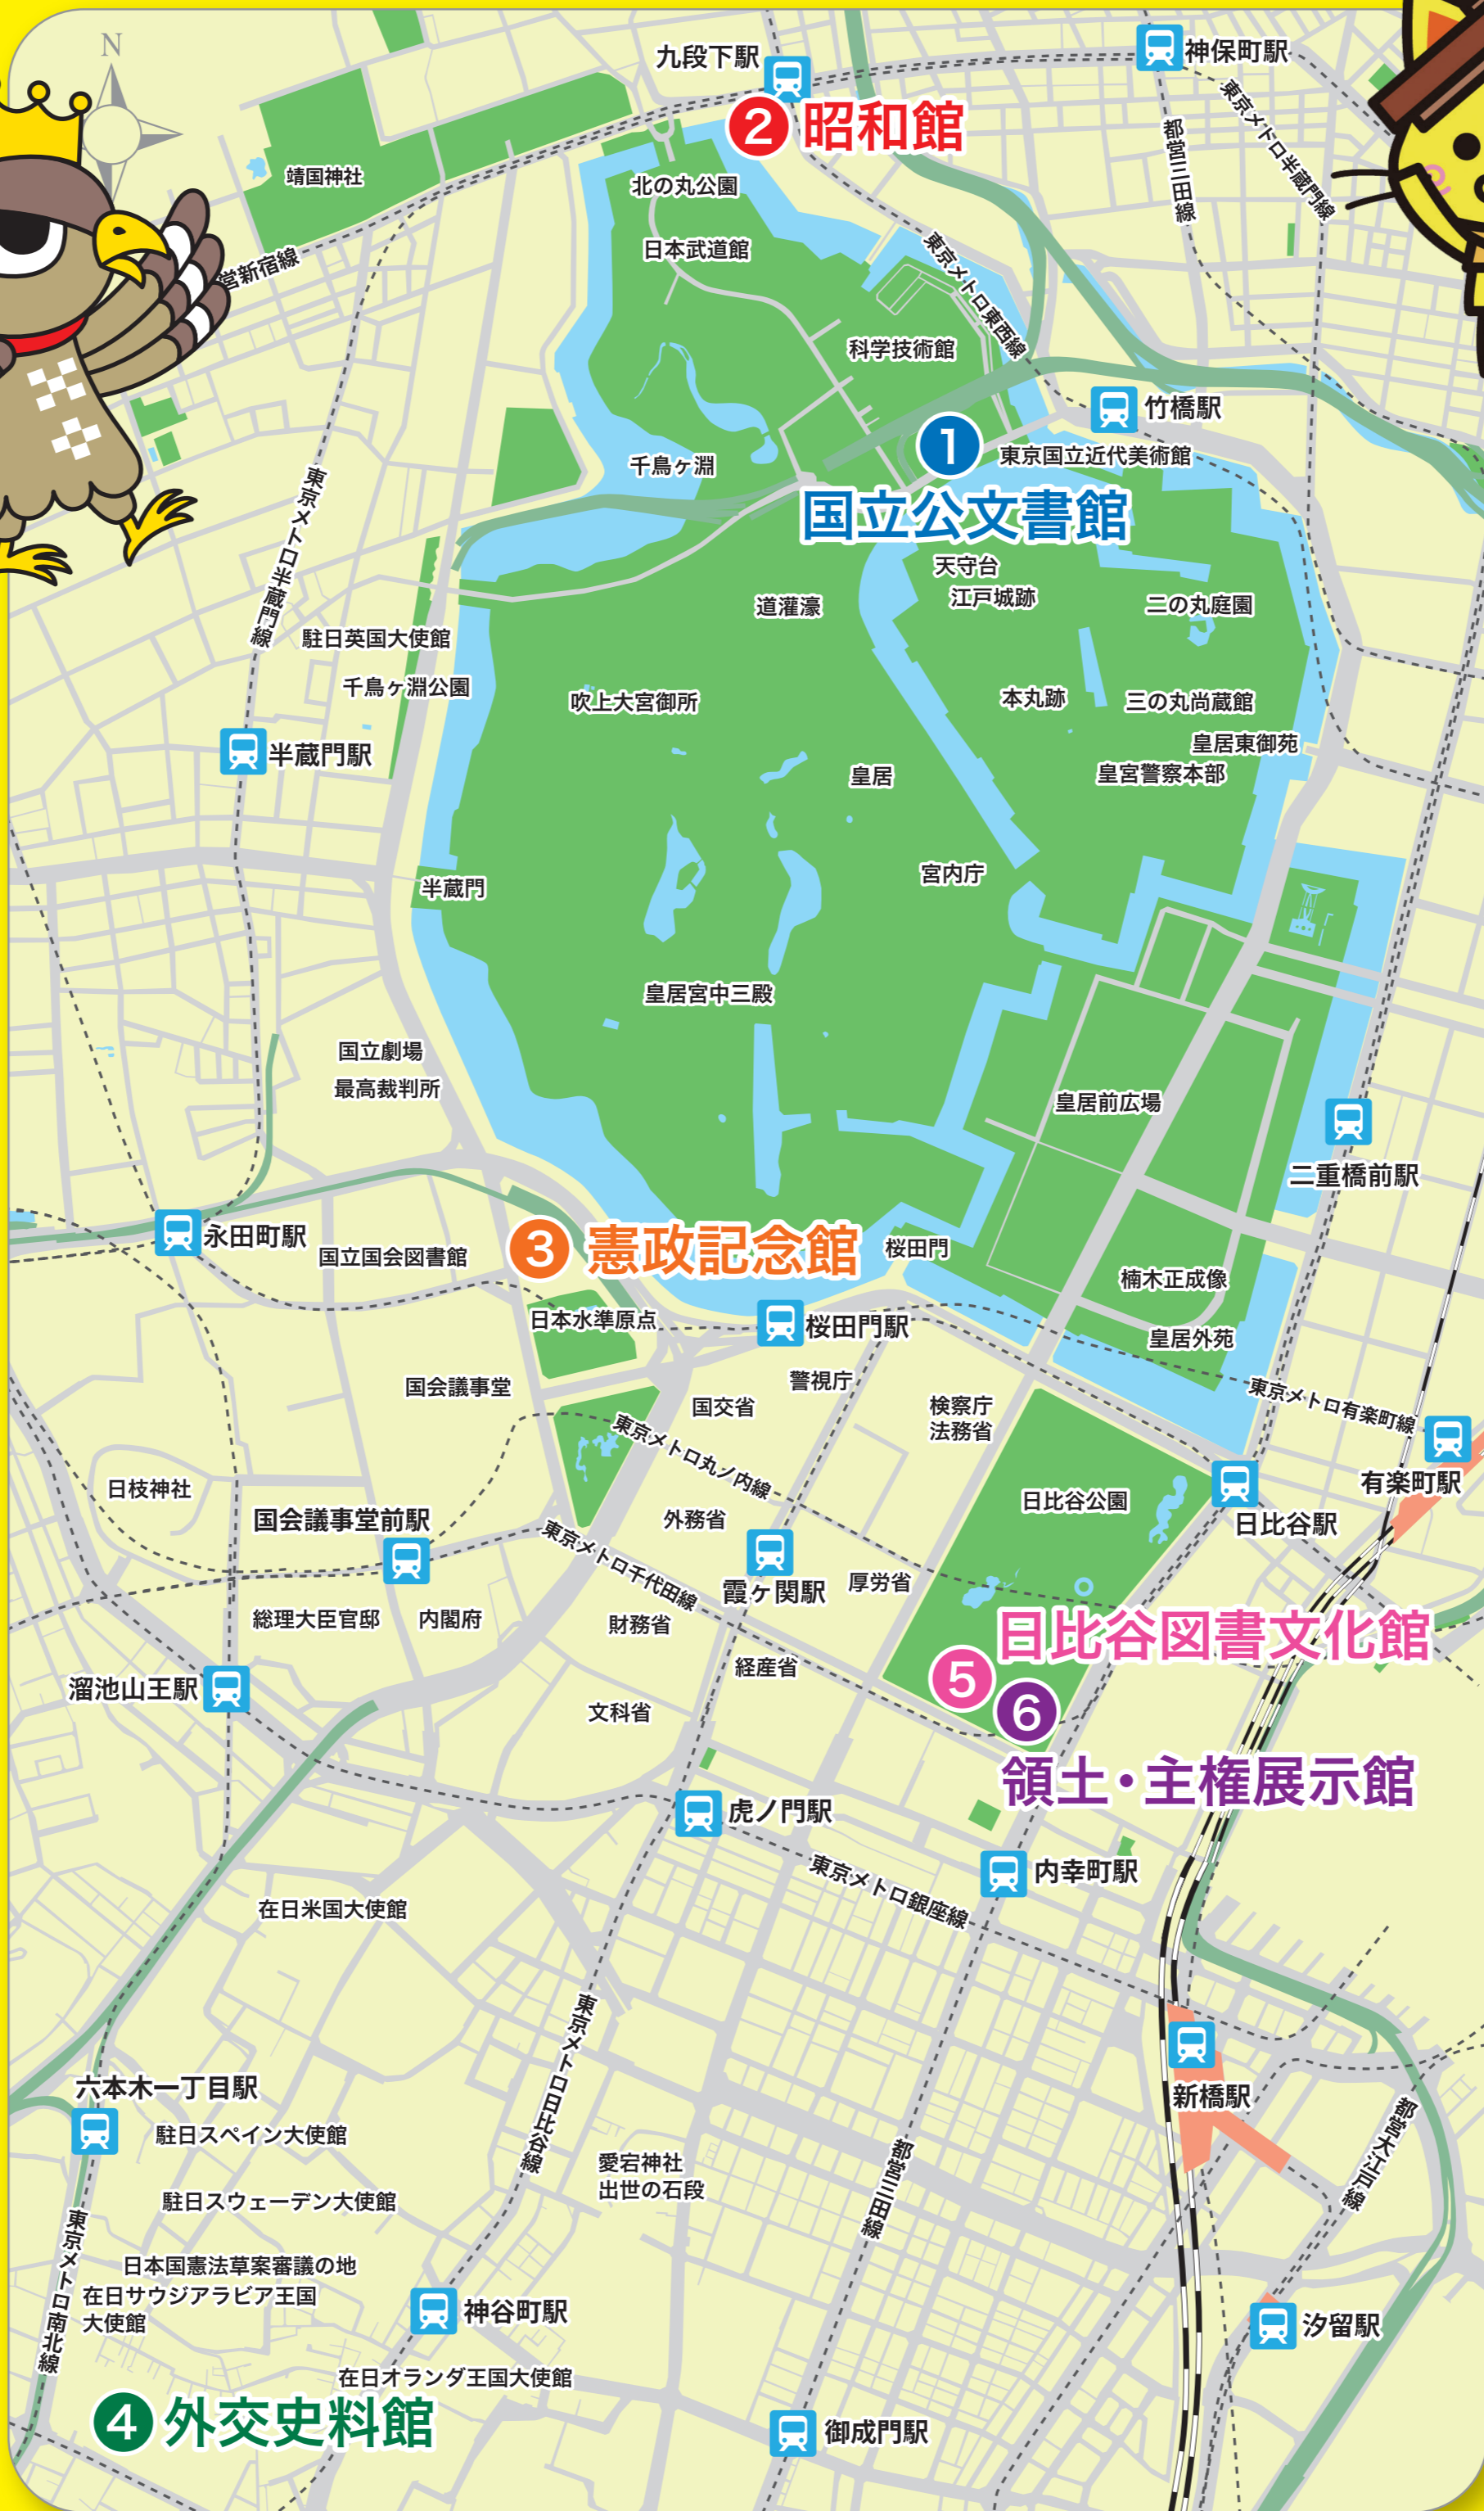 N
九段下駅
神保町駅
② 昭和館
都営三田線
東京メトロ半蔵門線
靖国神社
北の丸公園
日本武道館
営新宿線
東京メトロ東西線
科学技術館
竹橋駅
①
国立公文書館
東京国立近代美術館
千鳥ヶ淵
東京メトロ半蔵門線
天守台
江戸城跡
道灌濠
二の丸庭園
駐日英国大使館
千鳥ヶ淵公園
吹上大宮御所
本丸跡
三の丸尚蔵館
皇居東御苑
半蔵門駅
皇居
皇宮警察本部
宮内庁
半蔵門
皇居宮中三殿
国立劇場
最高裁判所
皇居前広場
二重橋前駅
永田町駅
国立国会図書館
③ 憲政記念館
桜田門
楠木正成像
日本水準原点
桜田門駅
皇居外苑
国会議事堂
警視庁
国交省
検察庁
法務省
東京メトロ有楽町線
東京メトロ丸ノ内線
有楽町駅
日枝神社
日比谷公園
国会議事堂前駅
外務省
日比谷駅
東京メトロ千代田線
霞ヶ関駅
厚労省
総理大臣官邸
内閣府
財務省
日比谷図書文化館
⑤
経産省
溜池山王駅
文科省
⑥
領土・主権展示館
虎ノ門駅
東京メトロ銀座線
内幸町駅
在日米国大使館
東京メトロ日比谷線
新橋駅
六本木一丁目駅
駐日スペイン大使館
都営大江戸線
愛宕神社
出世の石段
都営三田線
駐日スウェーデン大使館
東京メトロ南北線
日本国憲法草案審議の地
在日サウジアラビア王国
大使館
神谷町駅
汐留駅
在日オランダ王国大使館
④ 外交史料館
御成門駅